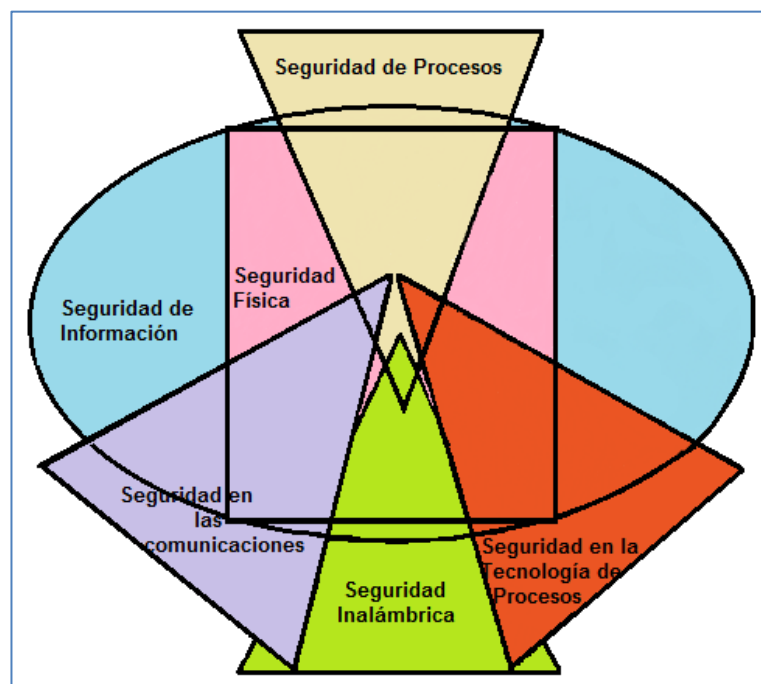 Seguridad de Procesos
Seguridad
Física
Seguridad de
Información
Seguridad en
las
comunicaciones
Seguridad en la
Tecnología de
Procesos
Seguridad
Inalámbrica